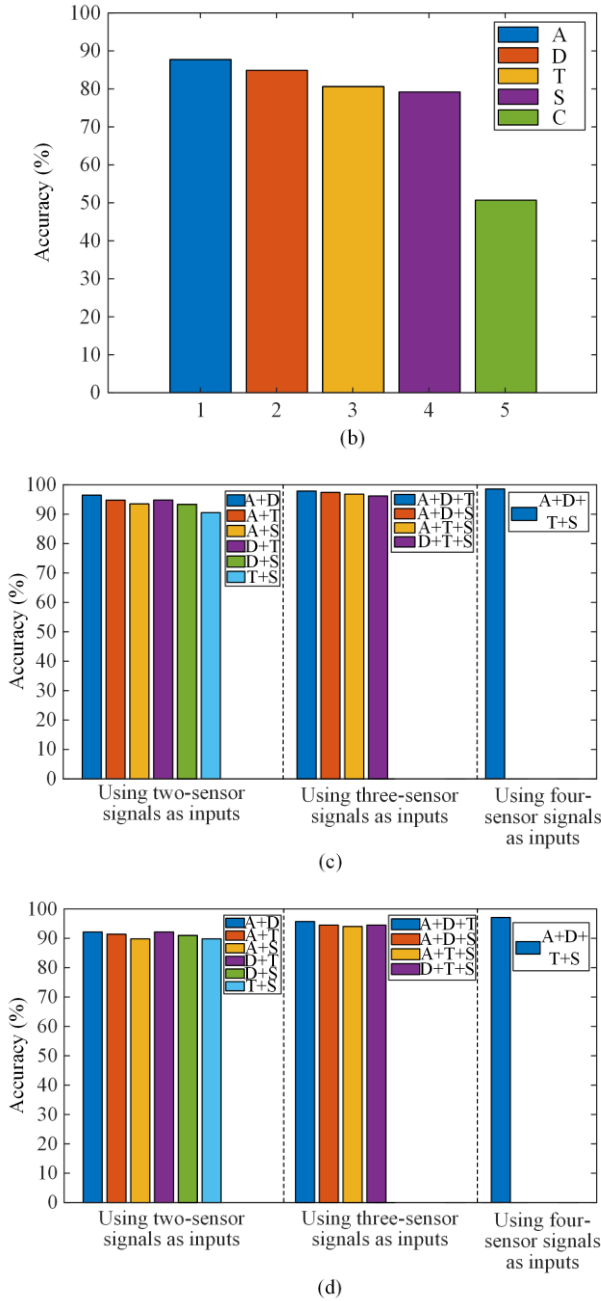 100
90
80
70
60
50
40
30
20
10
0
Accuracy (%)
A
D
T
S
C
1 2 3 4 5
(b)
100
90
80
70
60
50
40
30
20
10
0
Accuracy (%)
A+D
A+T
A+S
D+T
D+S
T+S
A+D+T
A+D+S
A+T+S
D+T+S
A+D+
T+S
Using two-sensor
signals as inputs
Using three-sensor
signals as inputs
Using four-
sensor signals
as inputs
(c)
100
90
80
70
60
50
40
30
20
10
0
Accuracy (%)
A+D
A+T
A+S
D+T
D+S
T+S
A+D+T
A+D+S
A+T+S
D+T+S
A+D+
T+S
Using two-sensor
signals as inputs
Using three-sensor
signals as inputs
Using four-
sensor signals
as inputs
(d)